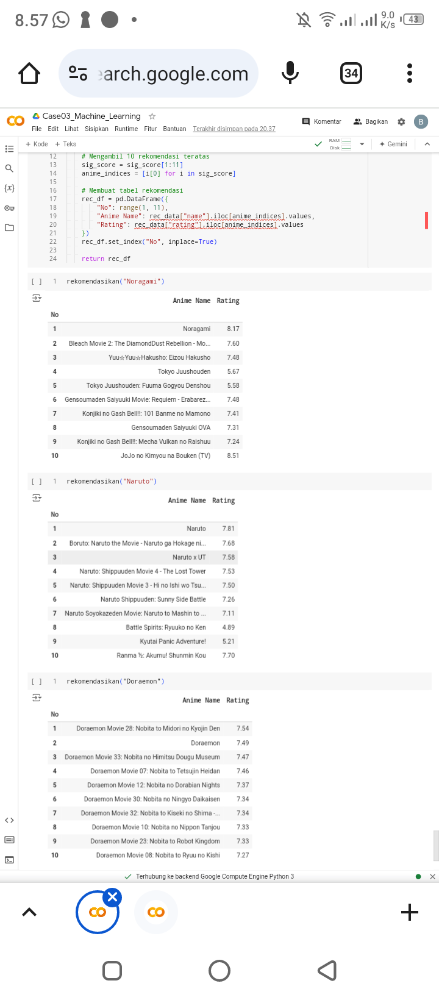 8.57
9.0
K/s
43
earch.google.com
34
Case03_Machine_Learning
Komentar
Bagikan
B
File Edit Lihat Sisipkan Runtime Fitur Bantuan Terakhir disimpan pada 20.37
+ Kode + Teks
RAM
Disk
Gemini
12 # Mengambil 10 rekomendasi teratas
13 sig_score = sig_score[1:11]
14 anime_indices = [i[0] for i in sig_score]
15
16 # Membuat tabel rekomendasi
17 rec_df = pd.DataFrame({
18 "No": range(1, 11),
19 "Anime Name": rec_data["name"].iloc[anime_indices].values,
20 "Rating": rec_data["rating"].iloc[anime_indices].values
21 })
22 rec_df.set_index("No", inplace=True)
23
24 return rec_df
[ ] 1 rekomendasikan("Noragami")
Anime Name Rating
No
1 Noragami 8.17
2 Bleach Movie 2: The DiamondDust Rebellion - Mo... 7.60
3 Yuu☆Yuu☆Hakusho: Eizou Hakusho 7.48
4 Tokyo Juushouden 5.67
5 Tokyo Juushouden: Fuuma Gogyou Denshou 5.58
6 Gensoumaden Saiyuuki Movie: Requiem - Erabarez... 7.48
7 Konjiki no Gash Bell!!: 101 Banme no Mamono 7.41
8 Gensoumaden Saiyuuki OVA 7.31
9 Konjiki no Gash Bell!!: Mecha Vulkan no Raishuu 7.24
10 JoJo no Kimyou na Bouken (TV) 8.51
[ ] 1 rekomendasikan("Naruto")
Anime Name Rating
No
1 Naruto 7.81
2 Boruto: Naruto the Movie - Naruto ga Hokage ni... 7.68
3 Naruto x UT 7.58
4 Naruto: Shippuuden Movie 4 - The Lost Tower 7.53
5 Naruto: Shippuuden Movie 3 - Hi no Ishi wo Tsu... 7.50
6 Naruto Shippuuden: Sunny Side Battle 7.26
7 Naruto Soyokazeden Movie: Naruto to Mashin to ... 7.11
8 Battle Spirits: Ryuuko no Ken 4.89
9 Kyutai Panic Adventure! 5.21
10 Ranma ½: Akumu! Shunmin Kou 7.70
[ ] 1 rekomendasikan("Doraemon")
Anime Name Rating
No
1 Doraemon Movie 28: Nobita to Midori no Kyojin Den 7.54
2 Doraemon 7.49
3 Doraemon Movie 33: Nobita no Himitsu Dougu Museum 7.47
4 Doraemon Movie 07: Nobita to Tetsujin Heidan 7.46
5 Doraemon Movie 12: Nobita no Dorabian Nights 7.37
6 Doraemon Movie 30: Nobita no Ningyo Daikaisen 7.34
7 Doraemon Movie 32: Nobita to Kiseki no Shima -... 7.34
8 Doraemon Movie 10: Nobita no Nippon Tanjou 7.33
9 Doraemon Movie 23: Nobita to Robot Kingdom 7.33
10 Doraemon Movie 08: Nobita to Ryuu no Kishi 7.27
Terhubung ke backend Google Compute Engine Python 3